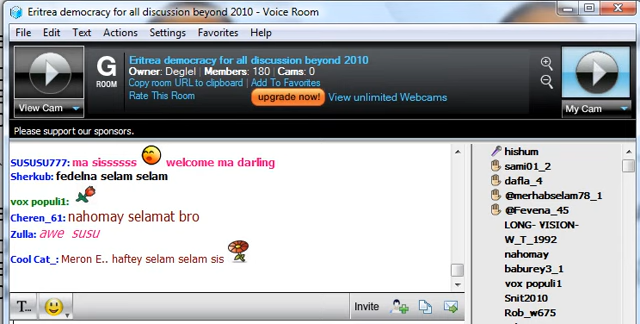 Eritrea democracy for all discussion beyond 2010 - Voice Room
File Edit Text Actions Settings Favorites Help
G
ROOM
Eritrea democracy for all discussion beyond 2010
Owner: Deglel | Members: 180 | Cams: 0
Copy room URL to clipboard | Add To Favorites
Rate This Room
upgrade now!
View unlimited Webcams
View Cam
My Cam
Please support our sponsors.
SUSUSU777: ma sissssss welcome ma darling
Sherkub: fedelna selam selam
vox populi1:
Cheren_61: nahomay selamat bro
Zulla: awe susu
Cool Cat_: Meron E.. haftey selam selam sis
T...
Invite
hishum
sami01_2
dafla_4
@merhabselam78_1
@Fevena_45
LONG- VISION-
W_T_1992
nahomay
baburey3_1
vox populi1
Snit2010
Rob_w675